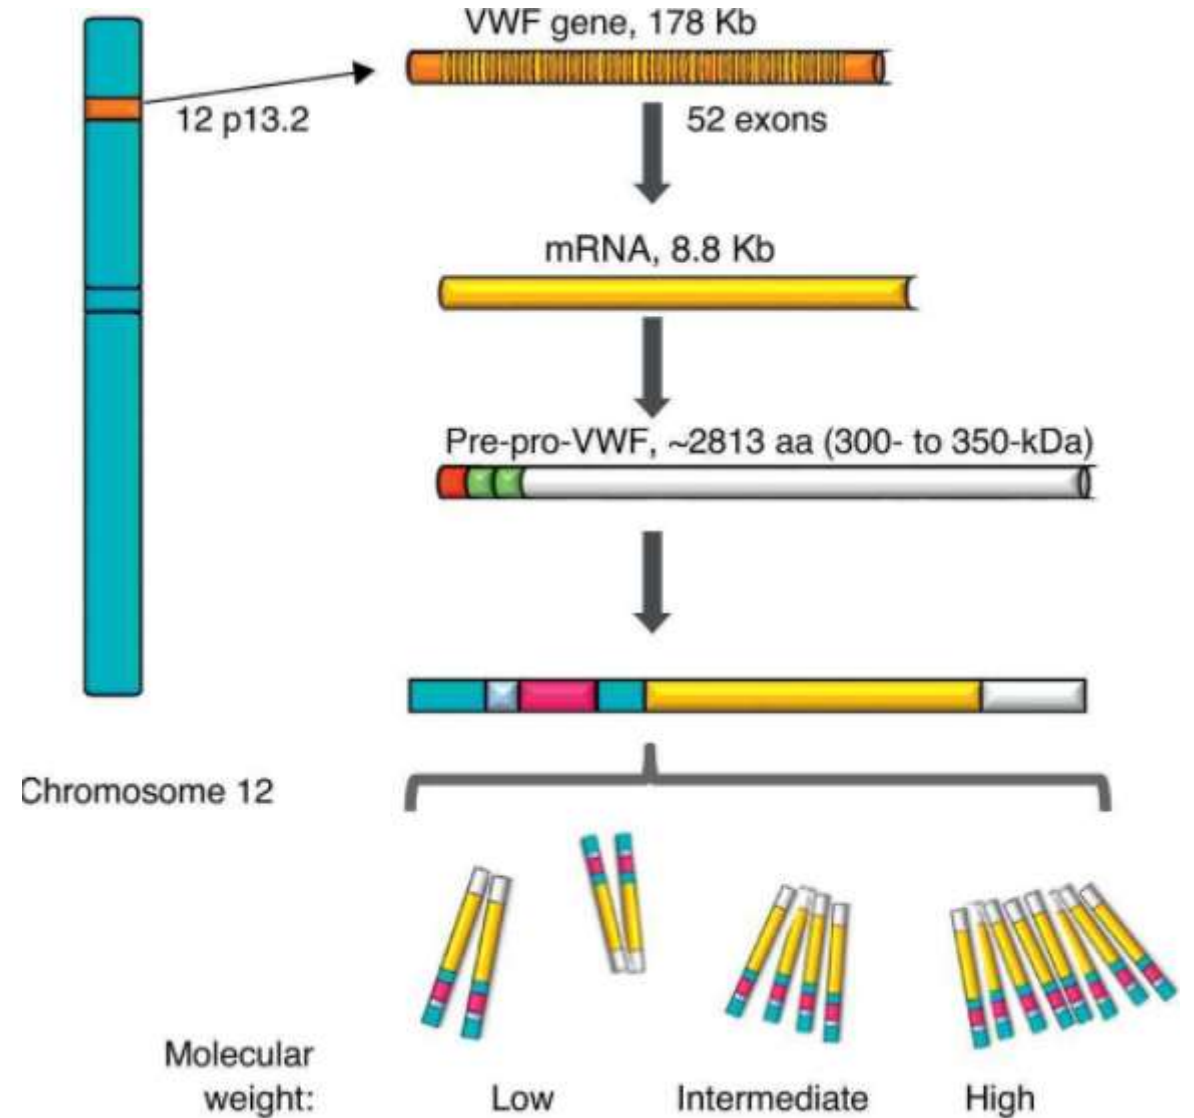 VWF gene, 178 Kb
12 p13.2
52 exons
mRNA, 8.8 Kb
Pre-pro-VWF, ~2813 aa (300- to 350-kDa)
Chromosome 12
Molecular
weight:
Low
Intermediate
High